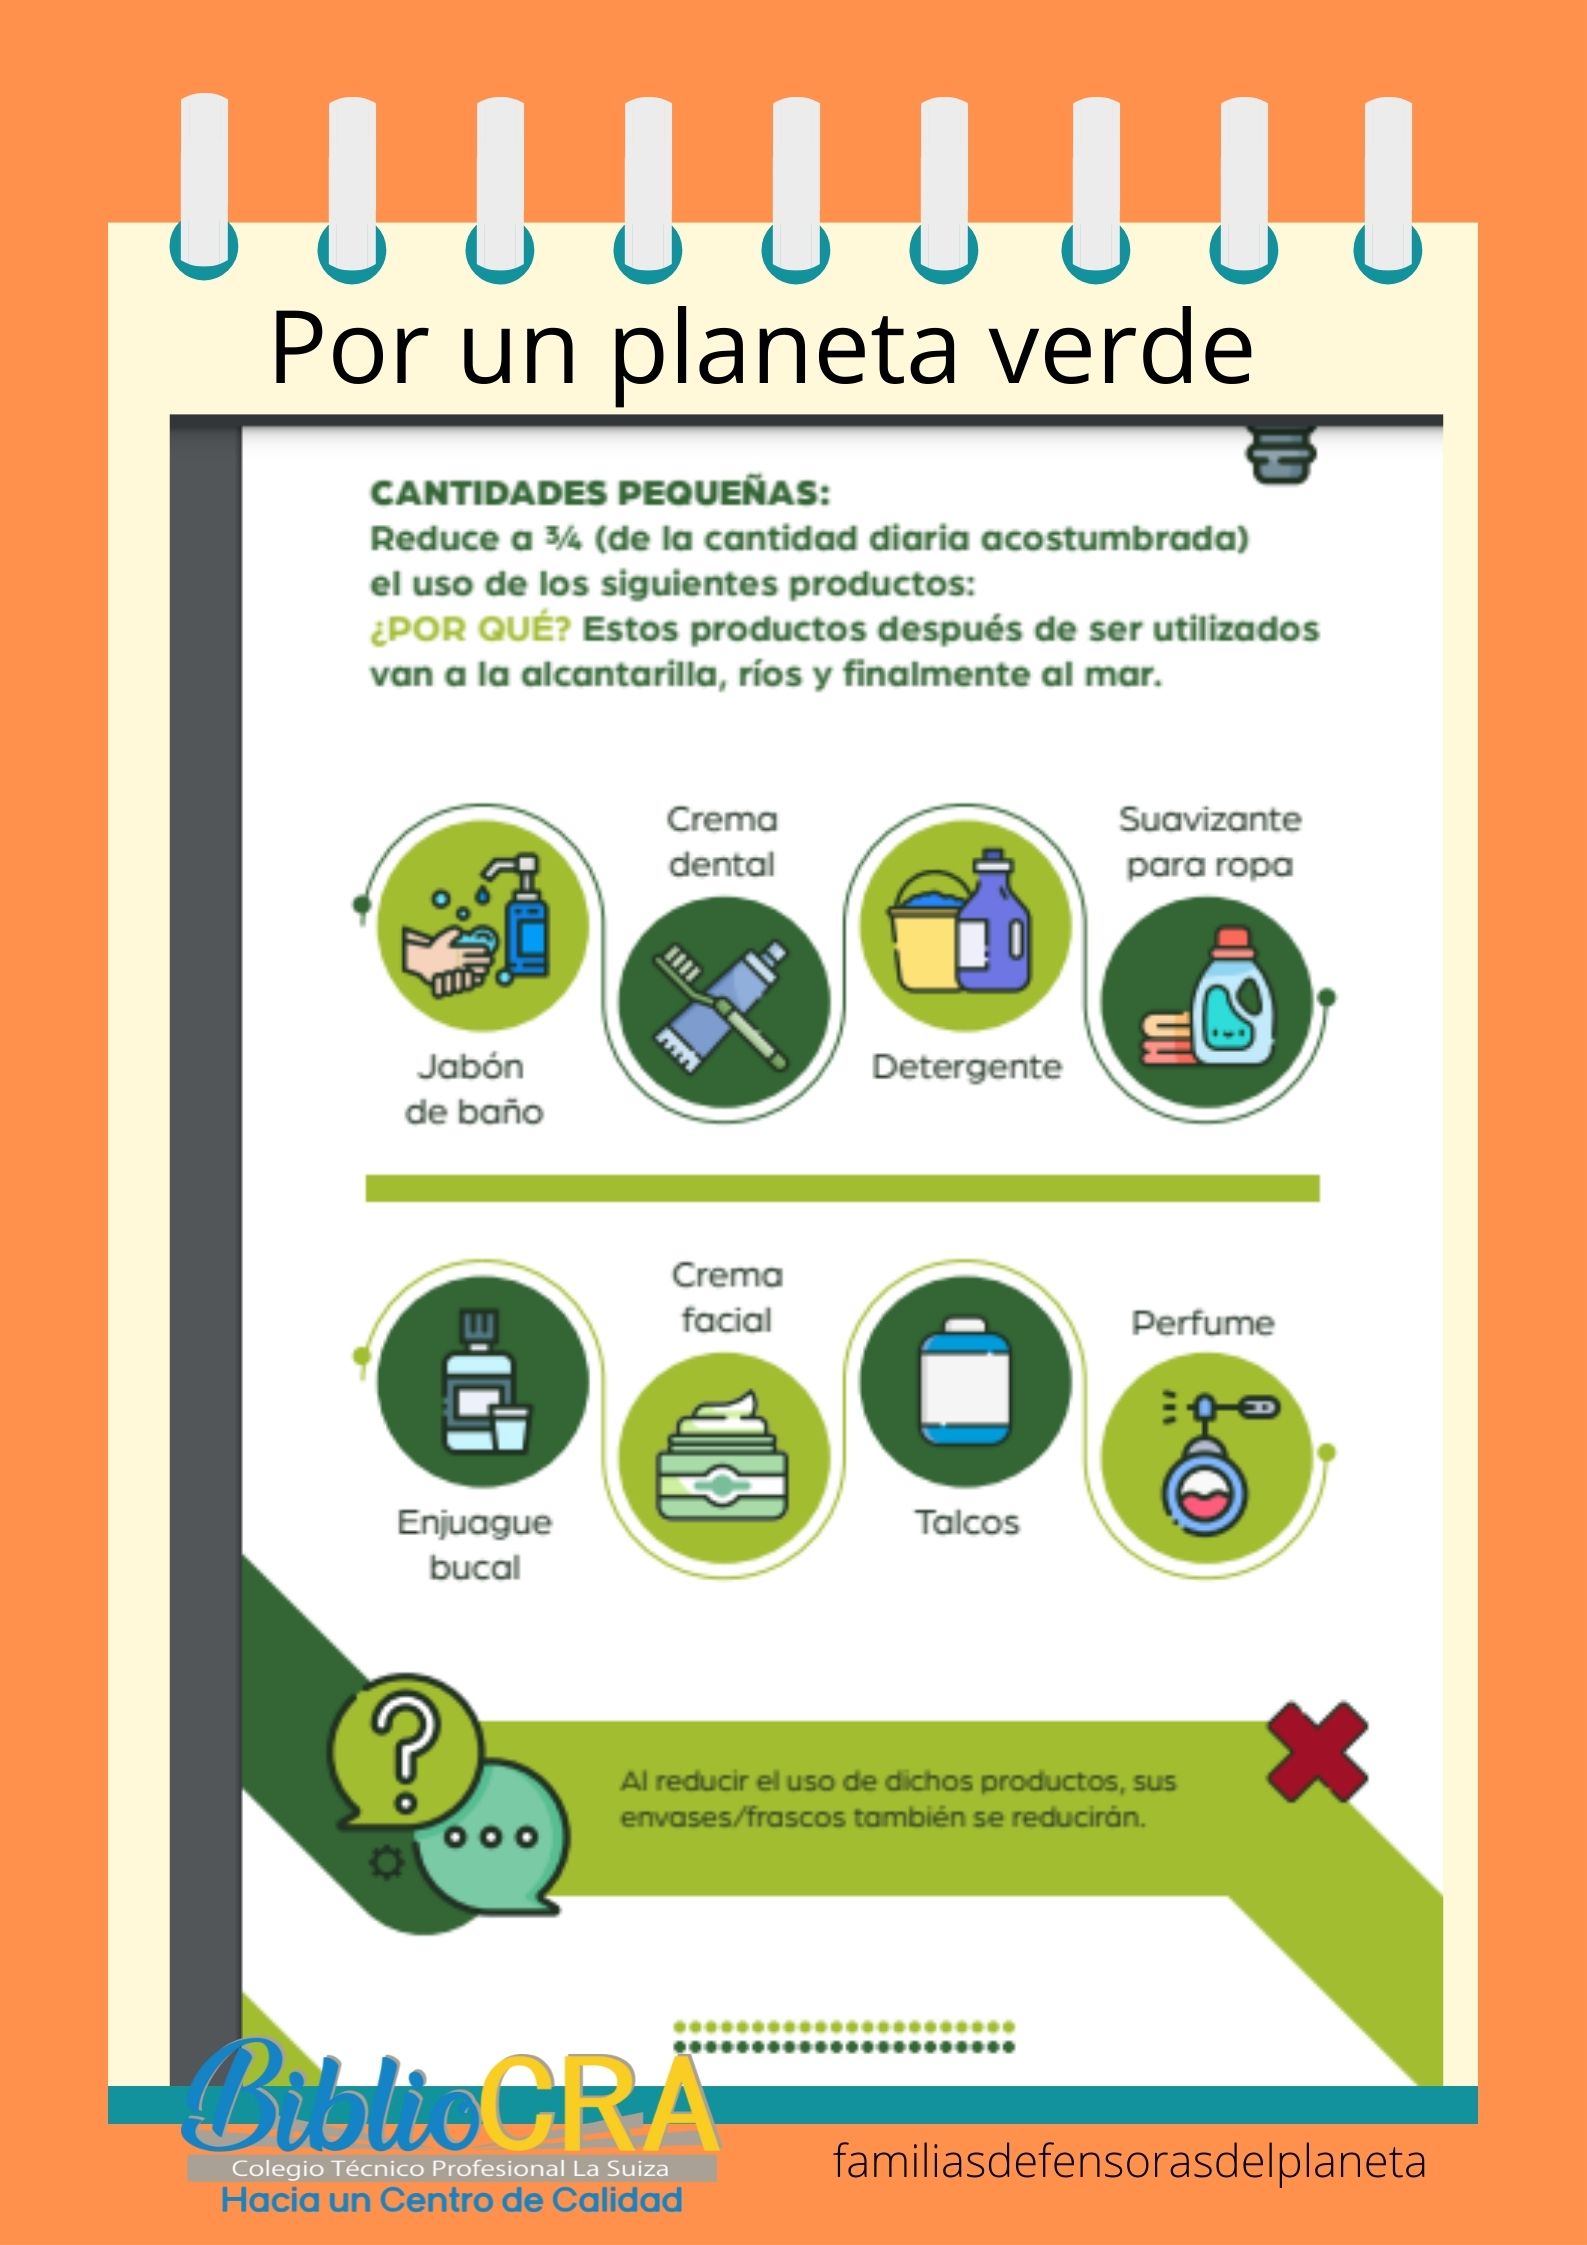 Por un planeta verde
CANTIDADES PEQUEÑAS:
Reduce a ¾ (de la cantidad diaria acostumbrada)
el uso de los siguientes productos:
¿POR QUÉ? Estos productos después de ser utilizados
van a la alcantarilla, ríos y finalmente al mar.
Jabón
de baño
Crema
dental
Detergente
Suavizante
para ropa
Enjuague
bucal
Crema
facial
Talcos
Perfume
Al reducir el uso de dichos productos, sus
envases/frascos también se reducirán.
BiblioCRA
Colegio Técnico Profesional La Suiza
Hacia un Centro de Calidad
familiasdefensorasdelplaneta